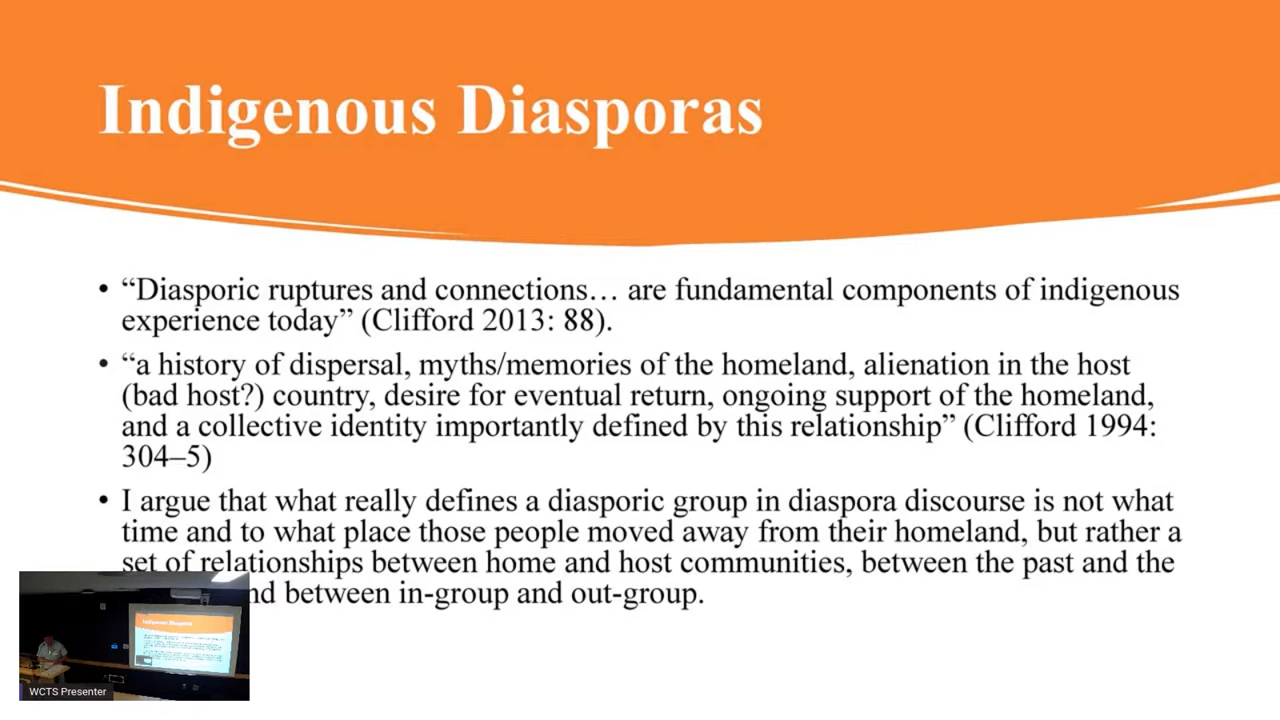 Indigenous Diasporas
• “Diasporic ruptures and connections… are fundamental components of indigenous
experience today” (Clifford 2013: 88).
• “a history of dispersal, myths/memories of the homeland, alienation in the host
(bad host?) country, desire for eventual return, ongoing support of the homeland,
and a collective identity importantly defined by this relationship” (Clifford 1994:
304–5)
• I argue that what really defines a diasporic group in diaspora discourse is not what
time and to what place those people moved away from their homeland, but rather a
set of relationships between home and host communities, between the past and the
between in-group and out-group.
Indigenous Diasporas
WCTS Presenter